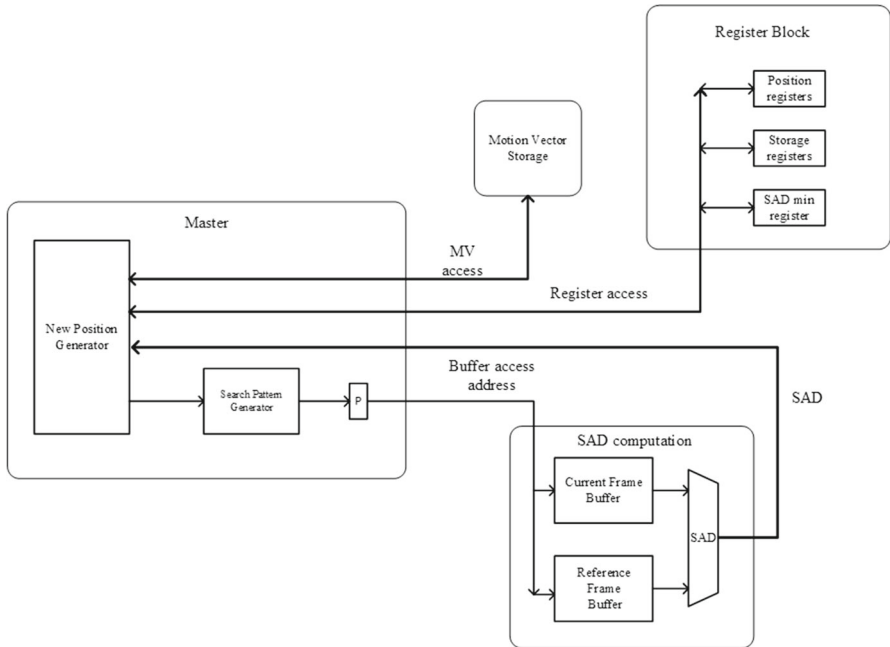 Register Block
Position
registers
Storage
registers
SAD min
register
Motion Vector
Storage
Master
MV
access
Register access
New Position
Generator
Search Pattern
Generator
P
Buffer access
address
SAD
SAD computation
Current Frame
Buffer
SAD
Reference
Frame
Buffer